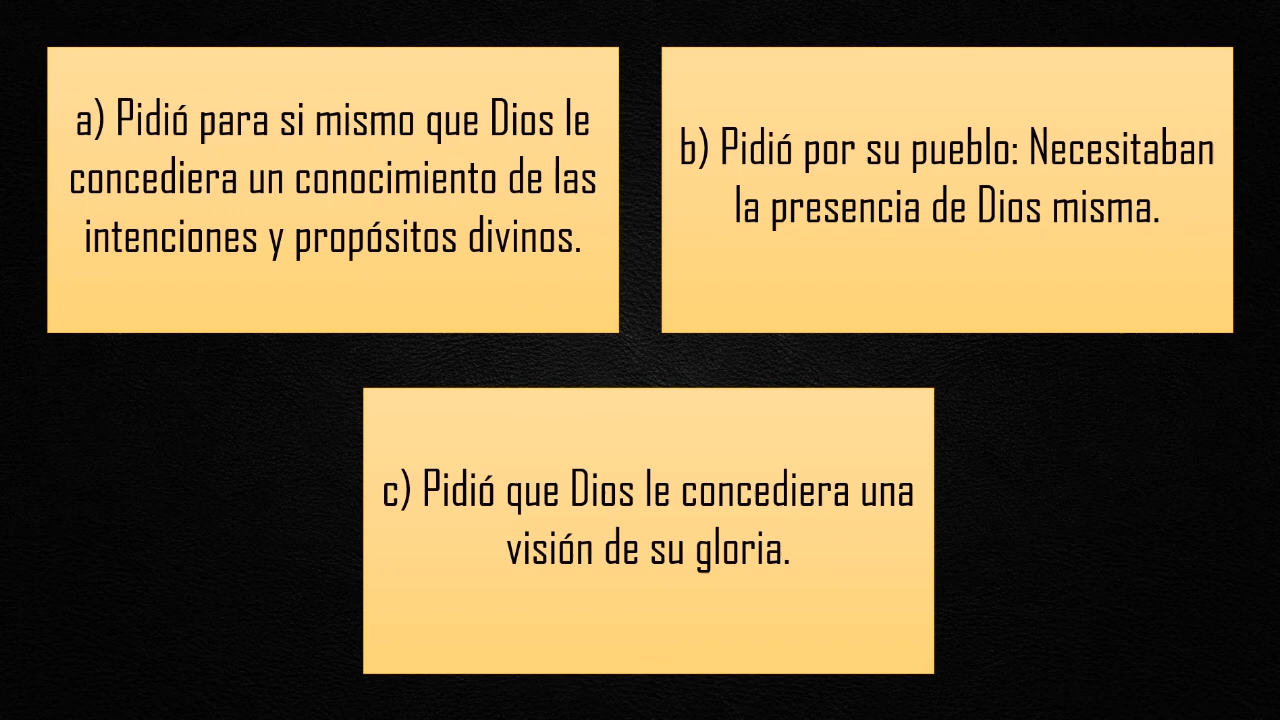 a) Pidió para si mismo que Dios le
concediera un conocimiento de las
intenciones y propósitos divinos.
b) Pidió por su pueblo: Necesitaban
la presencia de Dios misma.
c) Pidió que Dios le concediera una
visión de su gloria.